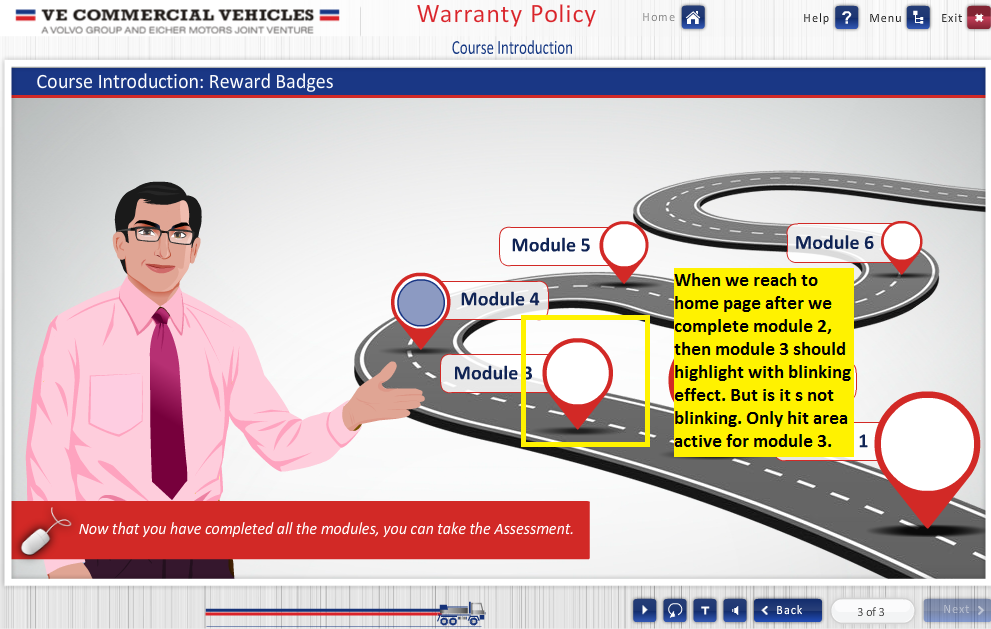 VE COMMERCIAL VEHICLES
A VOLVO GROUP AND EICHER MOTORS JOINT VENTURE
Warranty Policy
Home
Help ?
Menu
Exit
Course Introduction
Course Introduction: Reward Badges
Module 5
Module 6
Module 4
Module 3
1
When we reach to
home page after we
complete module 2,
then module 3 should
highlight with blinking
effect. But is it s not
blinking. Only hit area
active for module 3.
Now that you have completed all the modules, you can take the Assessment.
T
Back
3 of 3
Next